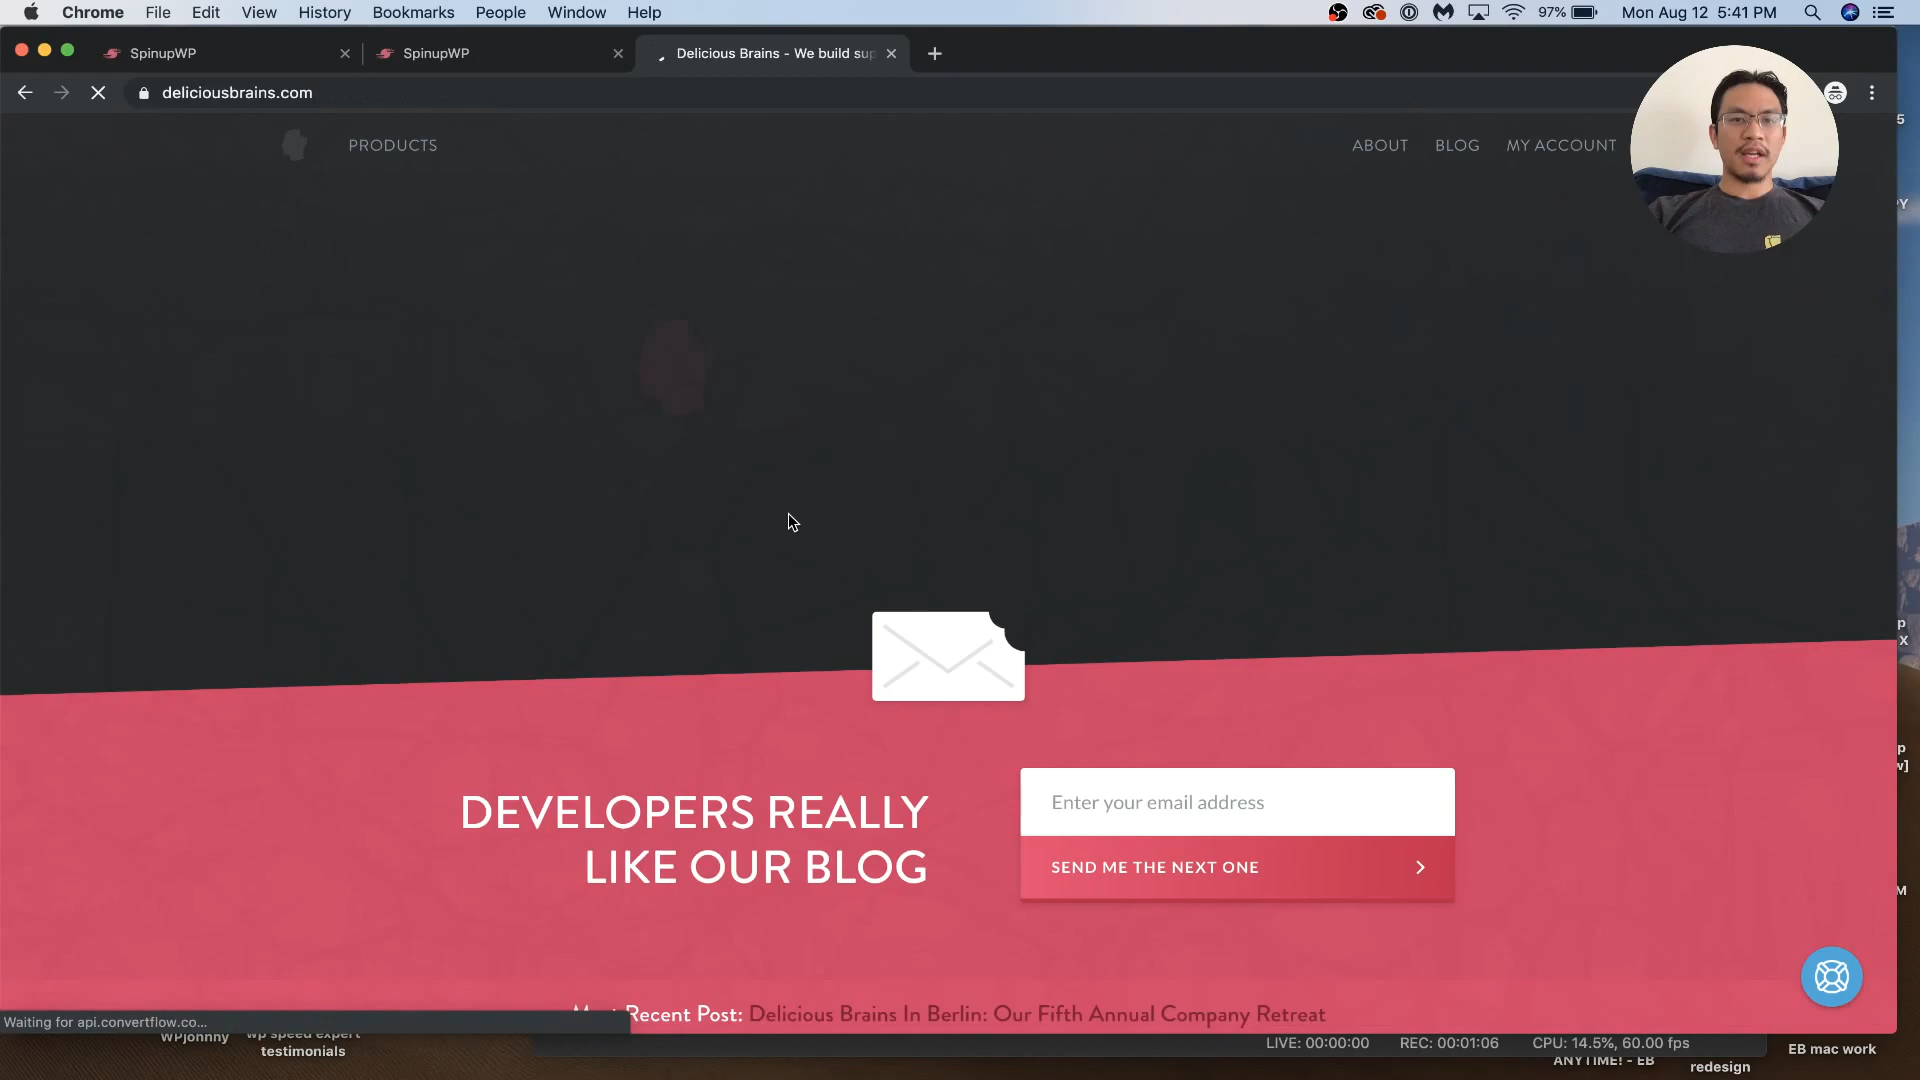 Chrome File Edit View History Bookmarks People Window Help 97% Mon Aug 12 5:41 PM
SpinupWP SpinupWP Delicious Brains - We build sup
deliciousbrains.com
PRODUCTS ABOUT BLOG MY ACCOUNT
DEVELOPERS REALLY
LIKE OUR BLOG
Enter your email address
SEND ME THE NEXT ONE
Recent Post: Delicious Brains In Berlin: Our Fifth Annual Company Retreat
Waiting for api.convertflow.co...
WPjohnny wp speed expert
testimonials
LIVE: 00:00:00 REC: 00:01:06 CPU: 14.5%, 60.00 fps
ANYTIME! - EB
redesign
EB mac work